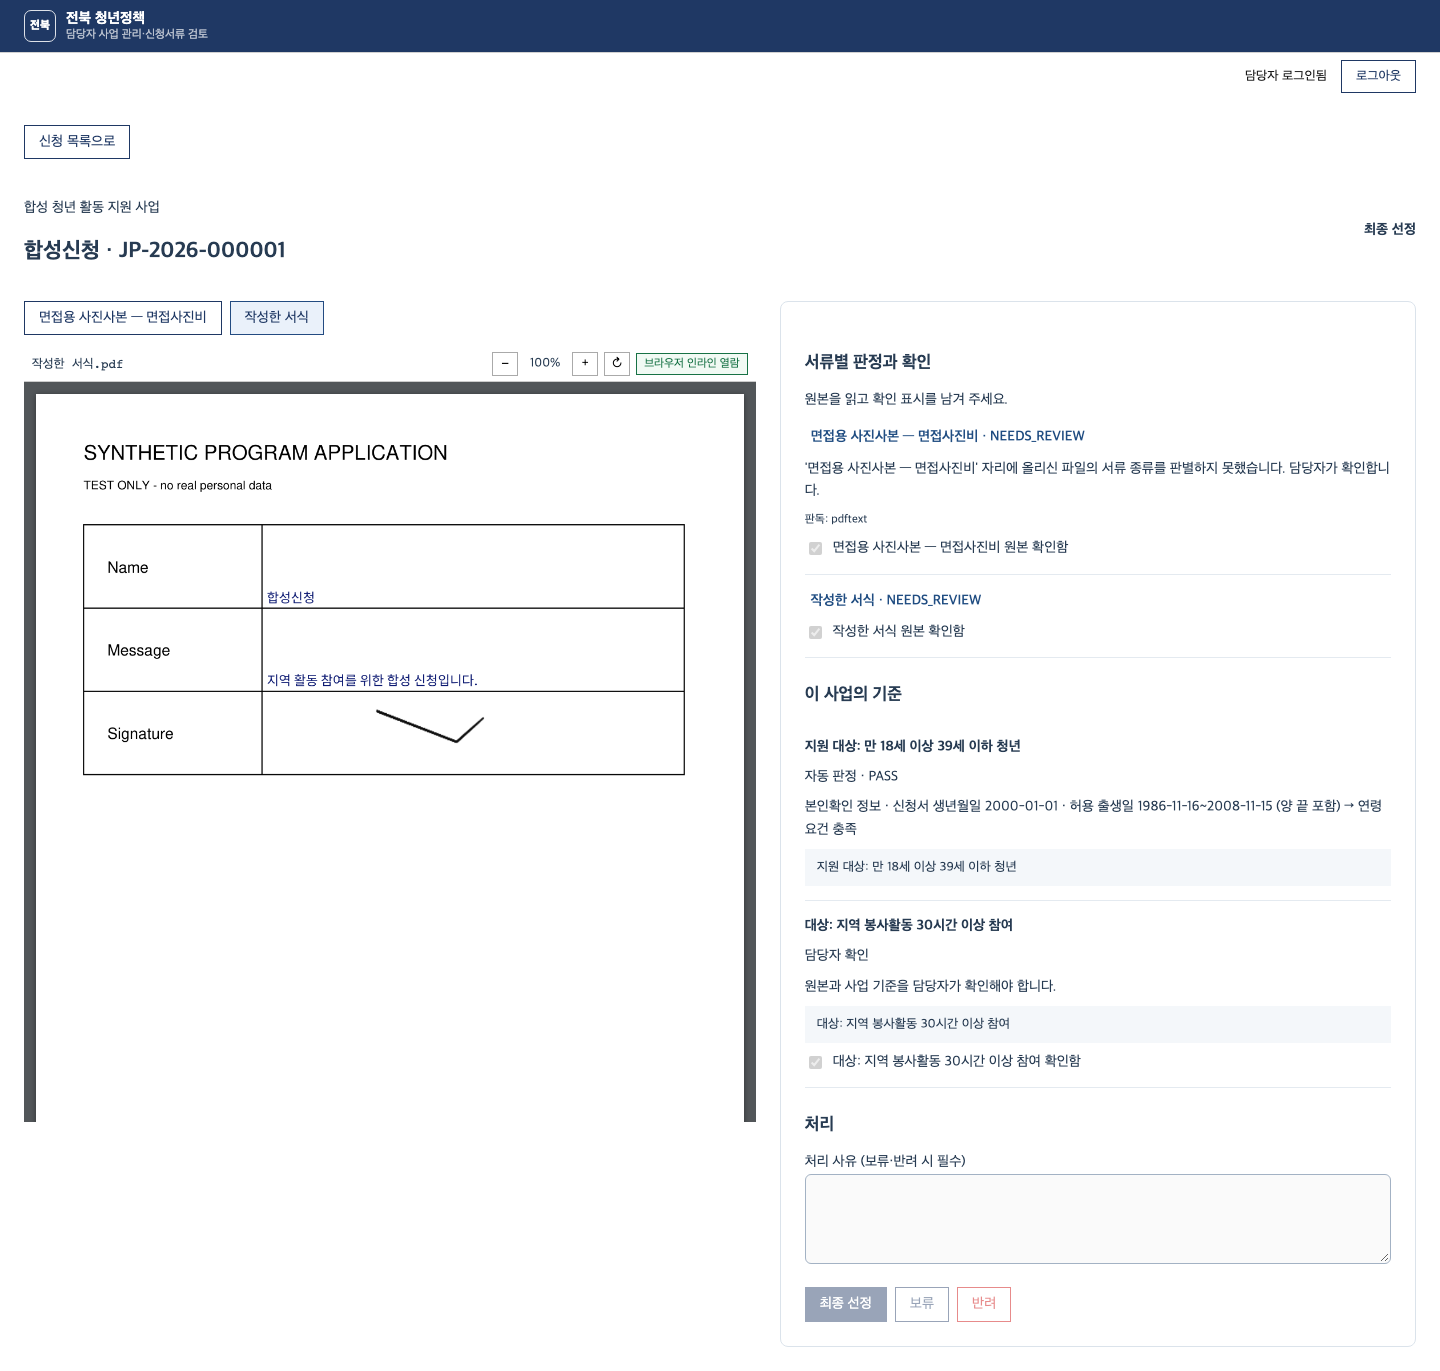 전북
전북 청년정책
담당자 사업 관리·신청서류 검토
담당자 로그인됨
로그아웃
신청 목록으로
합성 청년 활동 지원 사업
합성신청 · JP-2026-000001
최종 선정
면접용 사진사본 — 면접사진비
작성한 서식
작성한 서식.pdf
−
100%
+
↻
브라우저 인라인 열람
SYNTHETIC PROGRAM APPLICATION
TEST ONLY - no real personal data
Name
합성신청
Message
지역 활동 참여를 위한 합성 신청입니다.
Signature
서류별 판정과 확인
원본을 읽고 확인 표시를 남겨 주세요.
면접용 사진사본 — 면접사진비 · NEEDS_REVIEW
'면접용 사진사본 — 면접사진비' 자리에 올리신 파일의 서류 종류를 판별하지 못했습니다. 담당자가 확인합니
다.
판독: pdftext
면접용 사진사본 — 면접사진비 원본 확인함
작성한 서식 · NEEDS_REVIEW
작성한 서식 원본 확인함
이 사업의 기준
지원 대상: 만 18세 이상 39세 이하 청년
자동 판정 · PASS
본인확인 정보 · 신청서 생년월일 2000-01-01 · 허용 출생일 1986-11-16~2008-11-15 (양 끝 포함) → 연령
요건 충족
지원 대상: 만 18세 이상 39세 이하 청년
대상: 지역 봉사활동 30시간 이상 참여
담당자 확인
원본과 사업 기준을 담당자가 확인해야 합니다.
대상: 지역 봉사활동 30시간 이상 참여
대상: 지역 봉사활동 30시간 이상 참여 확인함
처리
처리 사유 (보류·반려 시 필수)
최종 선정
보류
반려